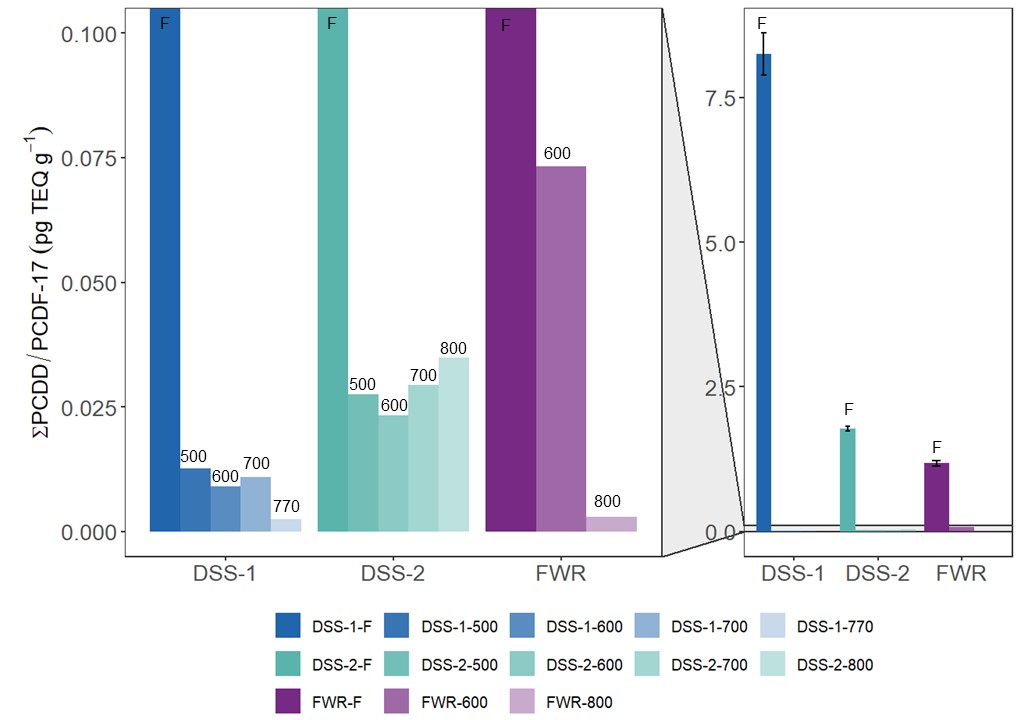 ΣPCDD/PCDF-17 (pg TEQ g⁻¹)
0.100
0.075
0.050
0.025
0.000
F
500
600
700
770
F
500
600
700
800
F
600
800
DSS-1 DSS-2 FWR
7.5
5.0
2.5
0.0
F
F
F
DSS-1 DSS-2 FWR
DSS-1-F DSS-1-500 DSS-1-600 DSS-1-700 DSS-1-770
DSS-2-F DSS-2-500 DSS-2-600 DSS-2-700 DSS-2-800
FWR-F FWR-600 FWR-800